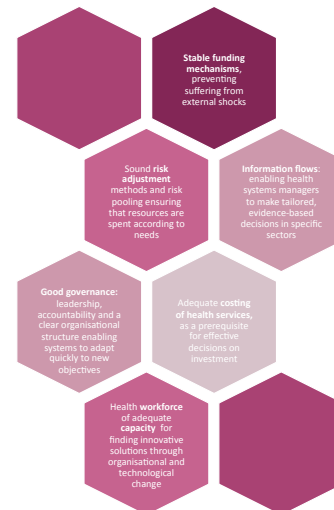 Stable funding
mechanisms,
preventing
suffering from
external shocks
Sound risk
adjustment
methods and risk
pooling ensuring
that resources are
spent according to
needs
Information flows:
enabling health
systems managers
to make tailored,
evidence-based
decisions in specific
sectors
Good governance:
leadership,
accountability and a
clear organisational
structure enabling
systems to adapt
quickly to new
objectives
Adequate costing
of health services,
as a prerequisite
for effective
decisions on
investment
Health workforce
of adequate
capacity for
finding innovative
solutions through
organisational and
technological
change